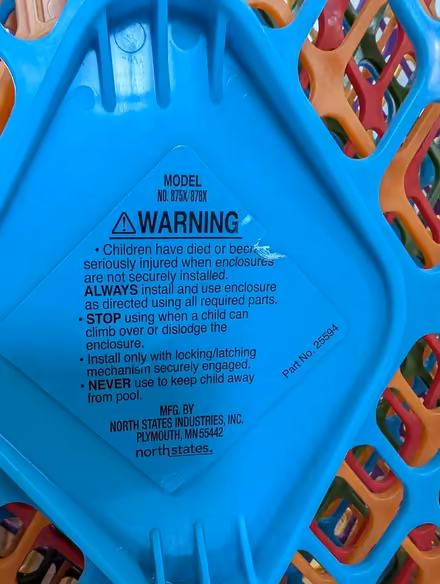 MODEL
NO. 875X/878X
⚠WARNING
• Children have died or been
seriously injured when enclosures
are not securely installed.
ALWAYS install and use enclosure
as directed using all required parts.
• STOP using when a child can
climb over or dislodge the
enclosure.
• Install only with locking/latching
mechanism securely engaged.
• NEVER use to keep child away
from pool.
MFG. BY
NORTH STATES INDUSTRIES, INC.
PLYMOUTH, MN 55442
northstates.
Part No. 25594